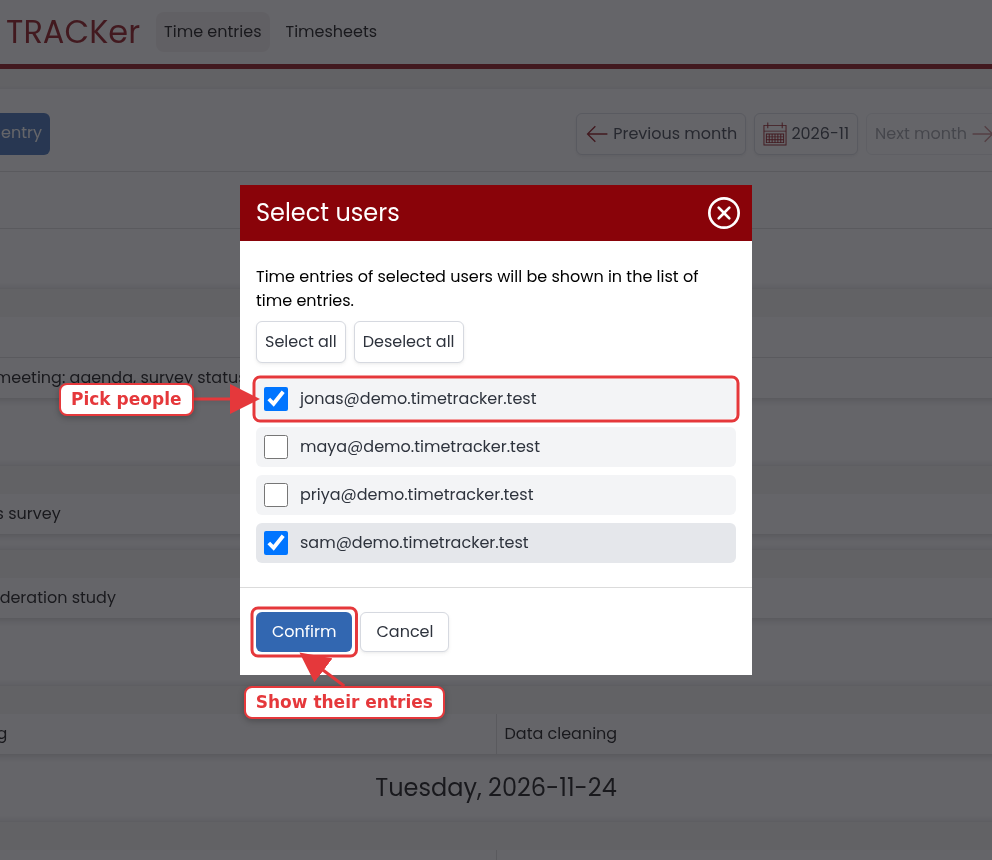 TRACKer Time entries Timesheets
entry Previous month 2026-11 Next month
Select users
Time entries of selected users will be shown in the list of
time entries.
Select all Deselect all
meeting: agenda, survey status
Pick people
jonas@demo.timetracker.test
maya@demo.timetracker.test
priya@demo.timetracker.test
s survey
sam@demo.timetracker.test
deration study
Confirm Cancel
Show their entries
g Data cleaning
Tuesday, 2026-11-24